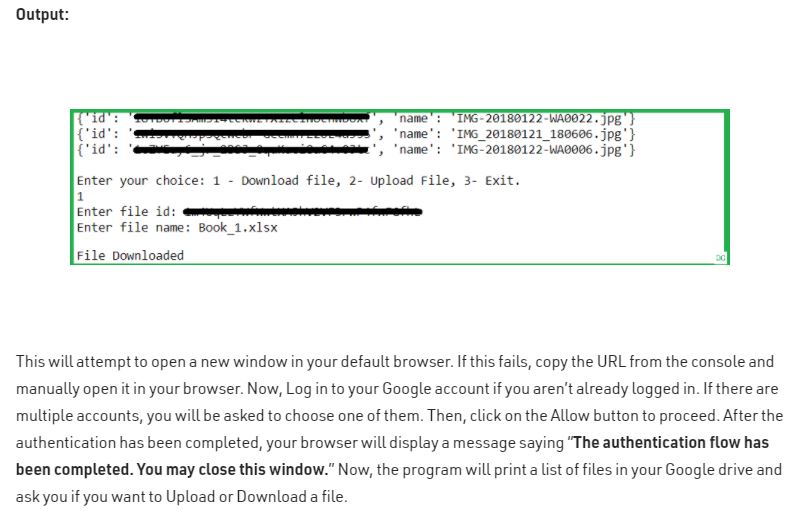 Output:
{'id': ' ', 'name': 'IMG-20180122-WA0022.jpg'}
{'id': ' ', 'name': 'IMG_20180121_180606.jpg'}
{'id': ' ', 'name': 'IMG-20180122-WA0006.jpg'}
Enter your choice: 1 - Download file, 2- Upload File, 3- Exit.
1
Enter file id:
Enter file name: Book_1.xlsx
File Downloaded
This will attempt to open a new window in your default browser. If this fails, copy the URL from the console and
manually open it in your browser. Now, Log in to your Google account if you aren’t already logged in. If there are
multiple accounts, you will be asked to choose one of them. Then, click on the Allow button to proceed. After the
authentication has been completed, your browser will display a message saying “The authentication flow has
been completed. You may close this window.” Now, the program will print a list of files in your Google drive and
ask you if you want to Upload or Download a file.